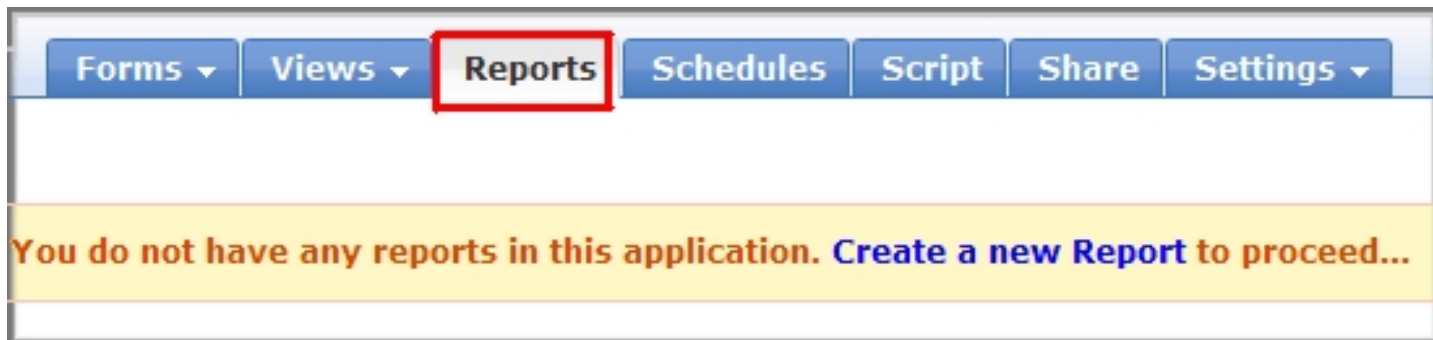 Forms Views Reports Schedules Script Share Settings
You do not have any reports in this application. Create a new Report to proceed...